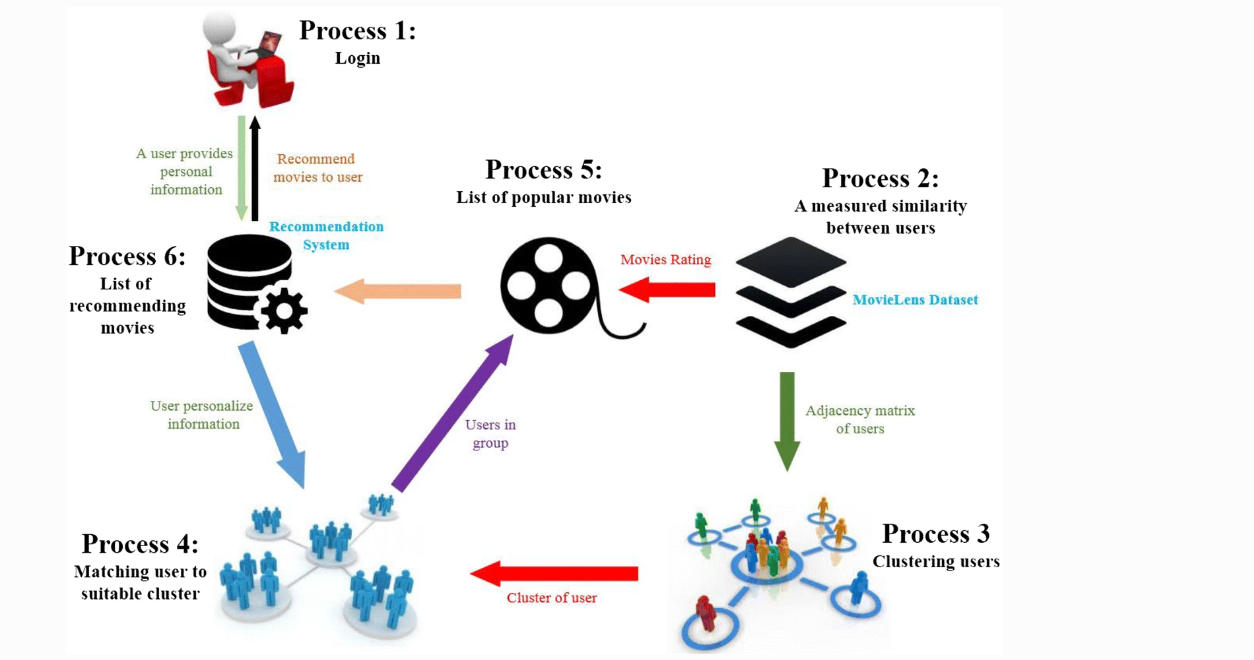 Process 1:
Login
A user provides
personal
information
Recommend
movies to user
Recommendation
System
Process 5:
List of popular movies
Process 2:
A measured similarity
between users
Movies Rating
MovieLens Dataset
Process 6:
List of
recommending
movies
User personalize
information
Users in
group
Adjacency matrix
of users
Process 4:
Matching user to
suitable cluster
Cluster of user
Process 3
Clustering users